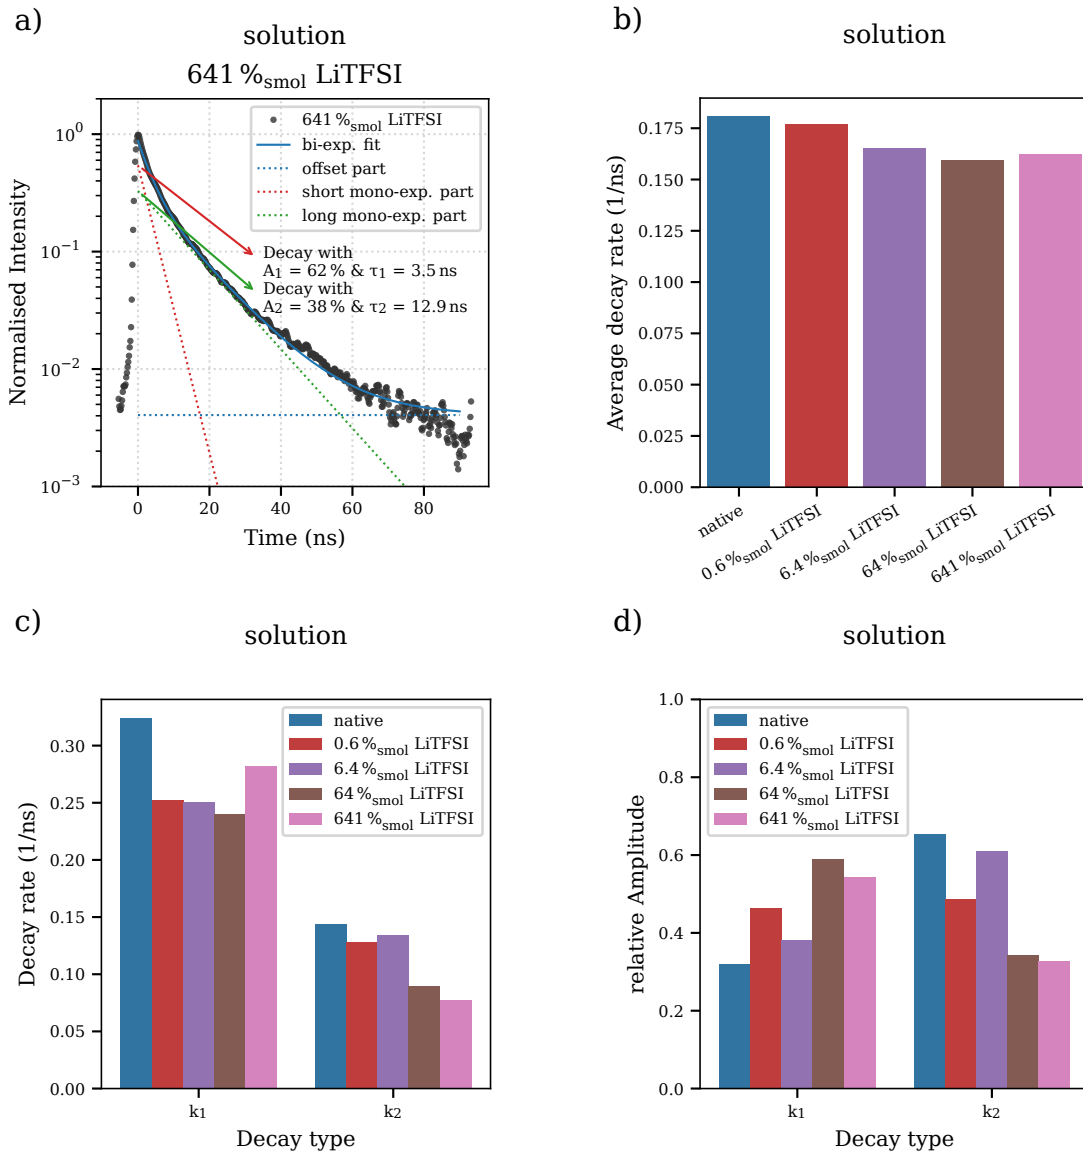 a)
solution
641 %smol LiTFSI
Normalised Intensity
10⁰
10⁻¹
10⁻²
10⁻³
641 %smol LiTFSI
bi-exp. fit
offset part
short mono-exp. part
long mono-exp. part
Decay with
A₁ = 62 % & τ₁ = 3.5 ns
Decay with
A₂ = 38 % & τ₂ = 12.9 ns
0 20 40 60 80
Time (ns)
b)
solution
Average decay rate (1/ns)
0.175
0.150
0.125
0.100
0.075
0.050
0.025
0.000
native
0.6 %smol LiTFSI
6.4 %smol LiTFSI
64 %smol LiTFSI
641 %smol LiTFSI
c)
solution
Decay rate (1/ns)
0.30
0.25
0.20
0.15
0.10
0.05
0.00
native
0.6 %smol LiTFSI
6.4 %smol LiTFSI
64 %smol LiTFSI
641 %smol LiTFSI
k₁ k₂
Decay type
d)
solution
relative Amplitude
1.0
0.8
0.6
0.4
0.2
0.0
native
0.6 %smol LiTFSI
6.4 %smol LiTFSI
64 %smol LiTFSI
641 %smol LiTFSI
k₁ k₂
Decay type